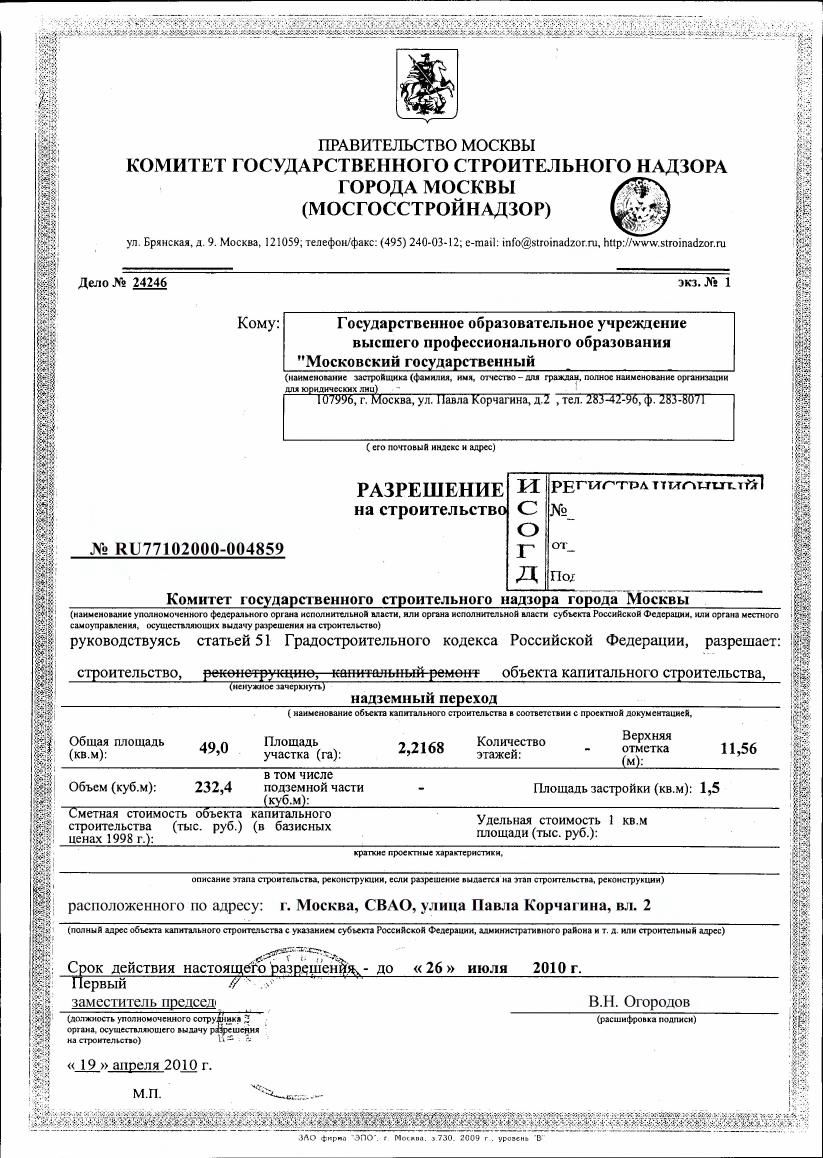 ПРАВИТЕЛЬСТВО МОСКВЫ
КОМИТЕТ ГОСУДАРСТВЕННОГО СТРОИТЕЛЬНОГО НАДЗОРА
ГОРОДА МОСКВЫ
(МОСГОССТРОЙНАДЗОР)
ул. Брянская, д. 9. Москва, 121059; телефон/факс: (495) 240-03-12; e-mail: info@stroinadzor.ru, http://www.stroinadzor.ru
Дело № 24246 экз. № 1
Кому: Государственное образовательное учреждение
высшего профессионального образования
"Московский государственный
(наименование застройщика (фамилия, имя, отчество – для граждан, полное наименование организации
для юридических лиц)
107996, г. Москва, ул. Павла Корчагина, д.2 , тел. 283-42-96, ф. 283-8071
( его почтовый индекс и адрес)
РАЗРЕШЕНИЕ
на строительство
ИСОГД
РЕГИСТРАЦИОННЫЙ
№
от
Под
№ RU77102000-004859
Комитет государственного строительного надзора города Москвы
(наименование уполномоченного федерального органа исполнительной власти, или органа исполнительной власти субъекта Российской Федерации, или органа местного
самоуправления, осуществляющих выдачу разрешения на строительство)
руководствуясь статьей 51 Градостроительного кодекса Российской Федерации, разрешает:
строительство, реконструкцию, капитальный ремонт объекта капитального строительства,
(ненужное зачеркнуть)
надземный переход
( наименование объекта капитального строительства в соответствии с проектной документацией,
Общая площадь (кв.м): 49,0 Площадь участка (га): 2,2168 Количество этажей: - Верхняя отметка (м): 11,56
Объем (куб.м): 232,4 в том числе подземной части (куб.м): - Площадь застройки (кв.м): 1,5
Сметная стоимость объекта капитального
строительства (тыс. руб.) (в базисных
ценах 1998 г.):
Удельная стоимость 1 кв.м
площади (тыс. руб.):
краткие проектные характеристики,
описание этапа строительства, реконструкции, если разрешение выдается на этап строительства, реконструкции)
расположенного по адресу: г. Москва, СВАО, улица Павла Корчагина, вл. 2
(полный адрес объекта капитального строительства с указанием субъекта Российской Федерации, административного района и т. д. или строительный адрес)
Срок действия настоящего разрешения - до «26» июля 2010 г.
Первый
заместитель председ В.Н. Огородов
(должность уполномоченного сотрудника
органа, осуществляющего выдачу разрешения
на строительство)
(расшифровка подписи)
«19» апреля 2010 г.
М.П.
ЗАО фирма "ЭПО", г. Москва, з.730, 2009 г., уровень "В"